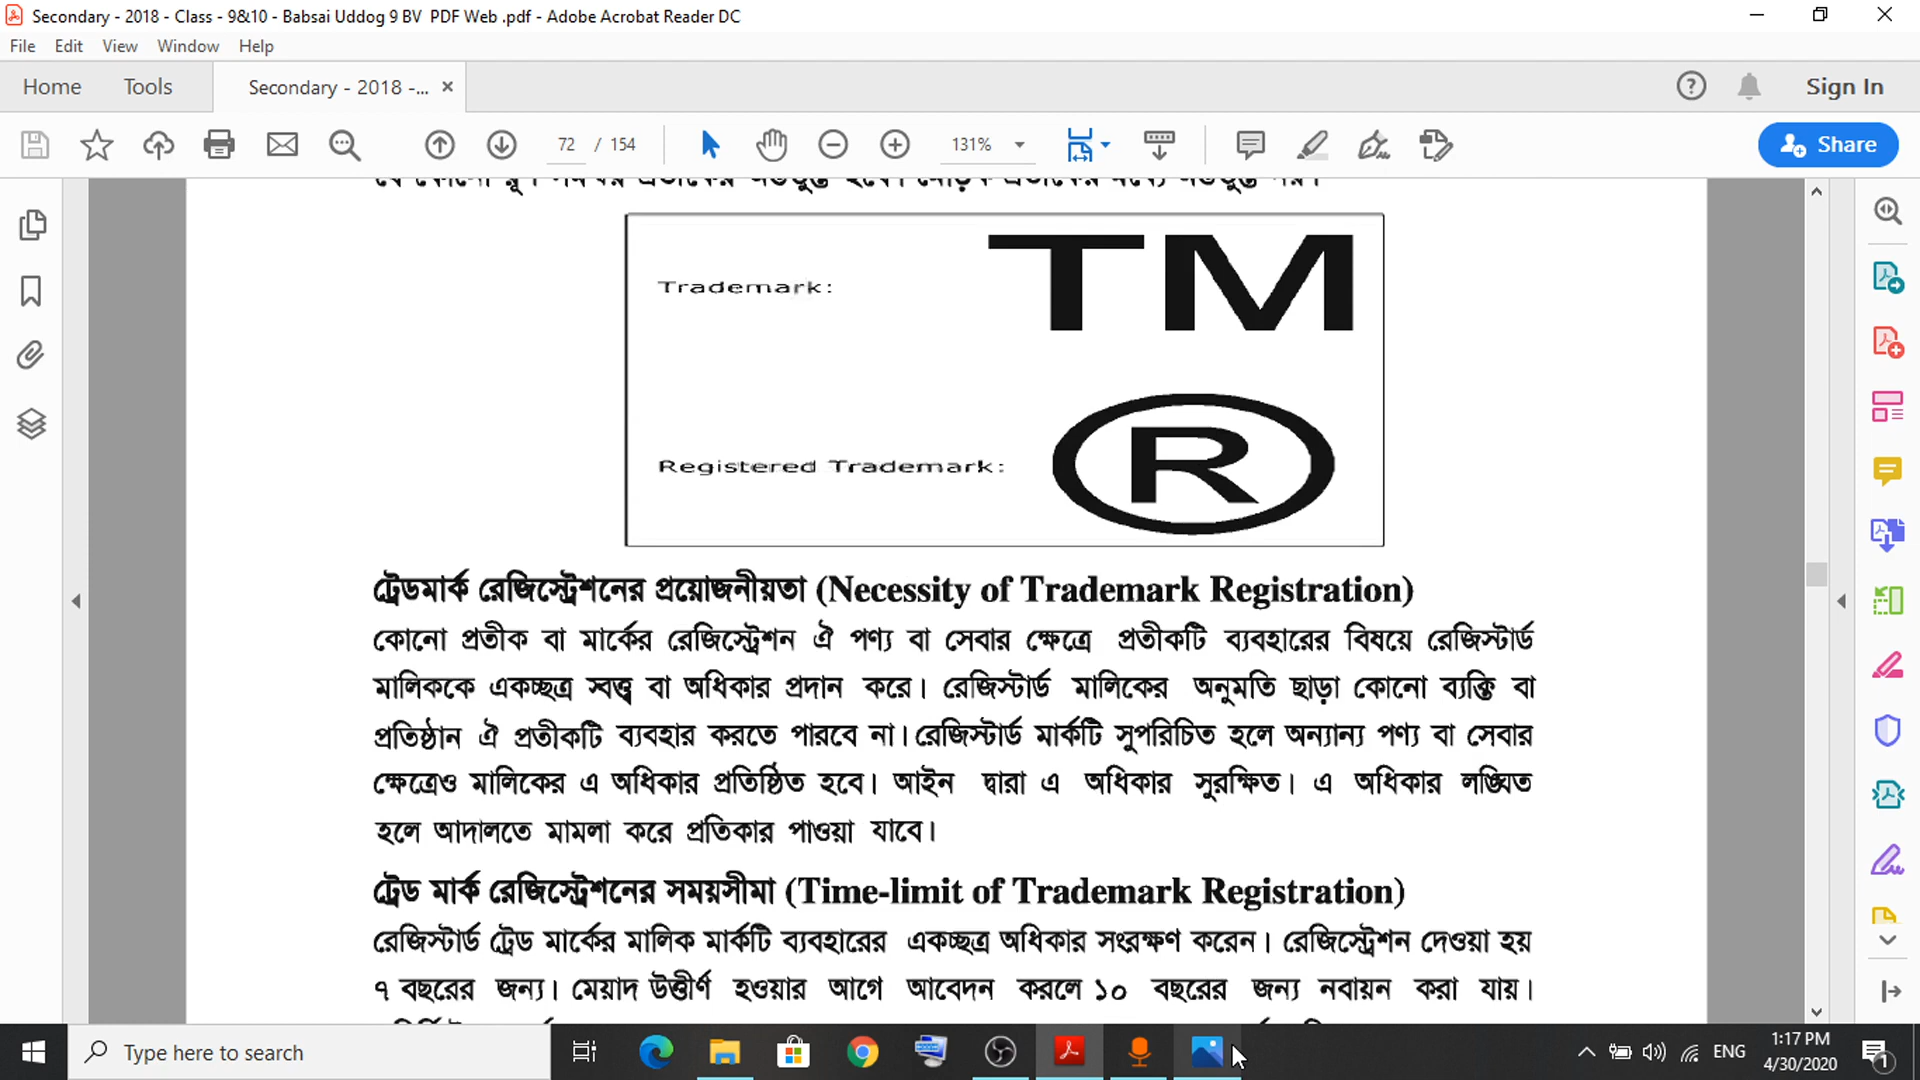 Secondary - 2018 - Class - 9&10 - Babsai Uddog 9 BV PDF Web .pdf - Adobe Acrobat Reader DC
File Edit View Window Help
Home Tools Secondary - 2018 -... × Sign In
72 / 154 131% Share
Trademark: TM
Registered Trademark: ®
ট্রেডমার্ক রেজিস্ট্রেশনের প্রয়োজনীয়তা (Necessity of Trademark Registration)
কোনো প্রতীক বা মার্কের রেজিস্ট্রেশন ঐ পণ্য বা সেবার ক্ষেত্রে প্রতীকটি ব্যবহারের বিষয়ে রেজিস্টার্ড
মালিককে একচ্ছত্র স্বত্ত্ব বা অধিকার প্রদান করে। রেজিস্টার্ড মালিকের অনুমতি ছাড়া কোনো ব্যক্তি বা
প্রতিষ্ঠান ঐ প্রতীকটি ব্যবহার করতে পারবে না। রেজিস্টার্ড মার্কটি সুপরিচিত হলে অন্যান্য পণ্য বা সেবার
ক্ষেত্রেও মালিকের এ অধিকার প্রতিষ্ঠিত হবে। আইন দ্বারা এ অধিকার সুরক্ষিত। এ অধিকার লঙ্ঘিত
হলে আদালতে মামলা করে প্রতিকার পাওয়া যাবে।
ট্রেড মার্ক রেজিস্ট্রেশনের সময়সীমা (Time-limit of Trademark Registration)
রেজিস্টার্ড ট্রেড মার্কের মালিক মার্কটি ব্যবহারের একচ্ছত্র অধিকার সংরক্ষণ করেন। রেজিস্ট্রেশন দেওয়া হয়
৭ বছরের জন্য। মেয়াদ উত্তীর্ণ হওয়ার আগে আবেদন করলে ১০ বছরের জন্য নবায়ন করা যায়।
Type here to search ENG 1:17 PM
4/30/2020 1